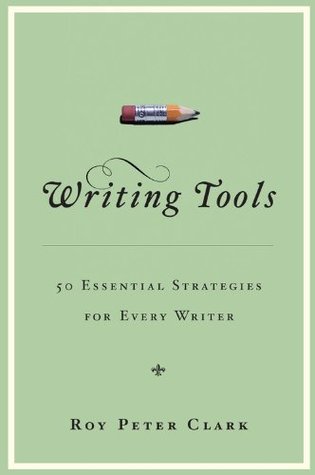 Writing Tools
50 Essential Strategies
for Every Writer
Roy Peter Clark